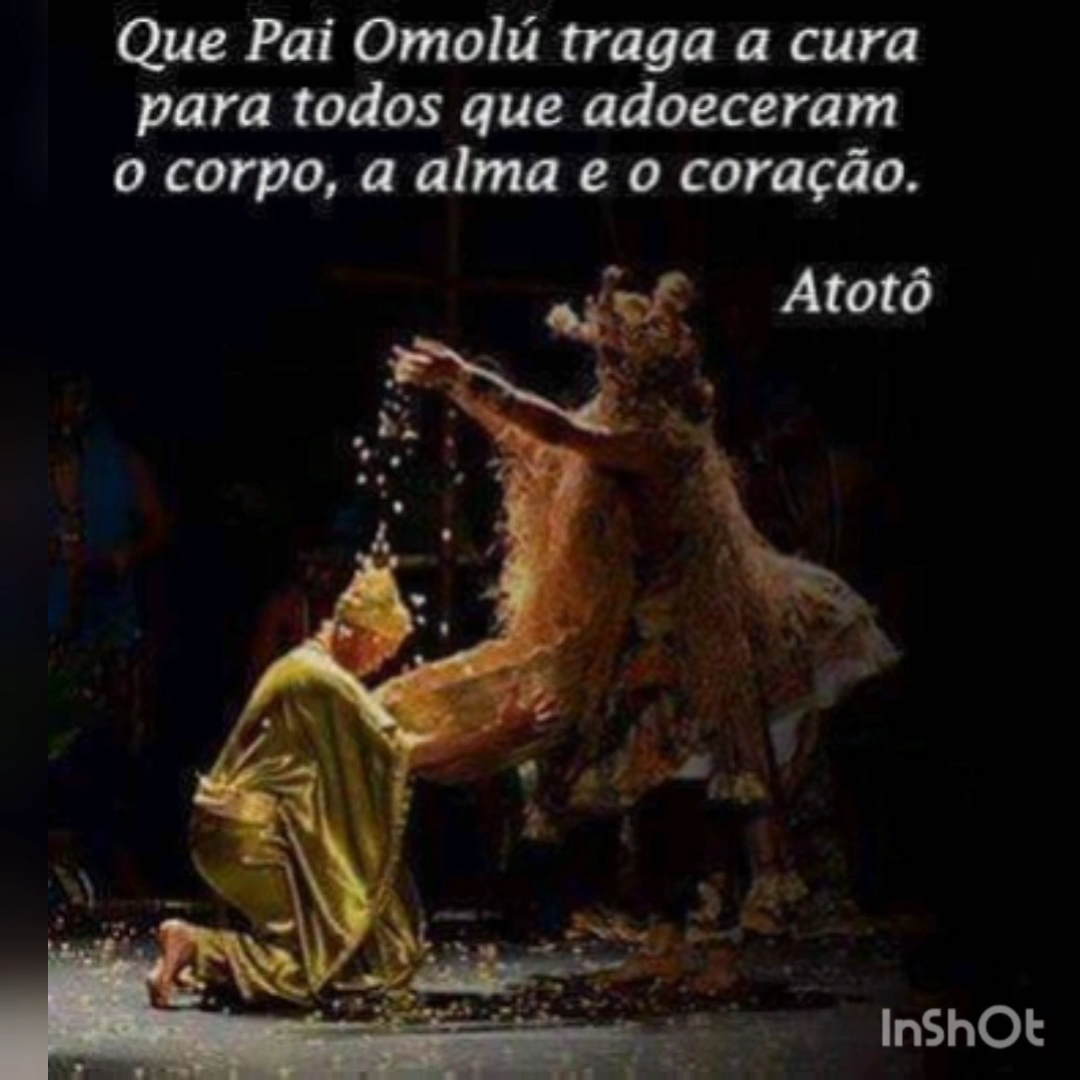 Que Pai Omolú traga a cura
para todos que adoeceram
o corpo, a alma e o coração.
Atotô
InShOt